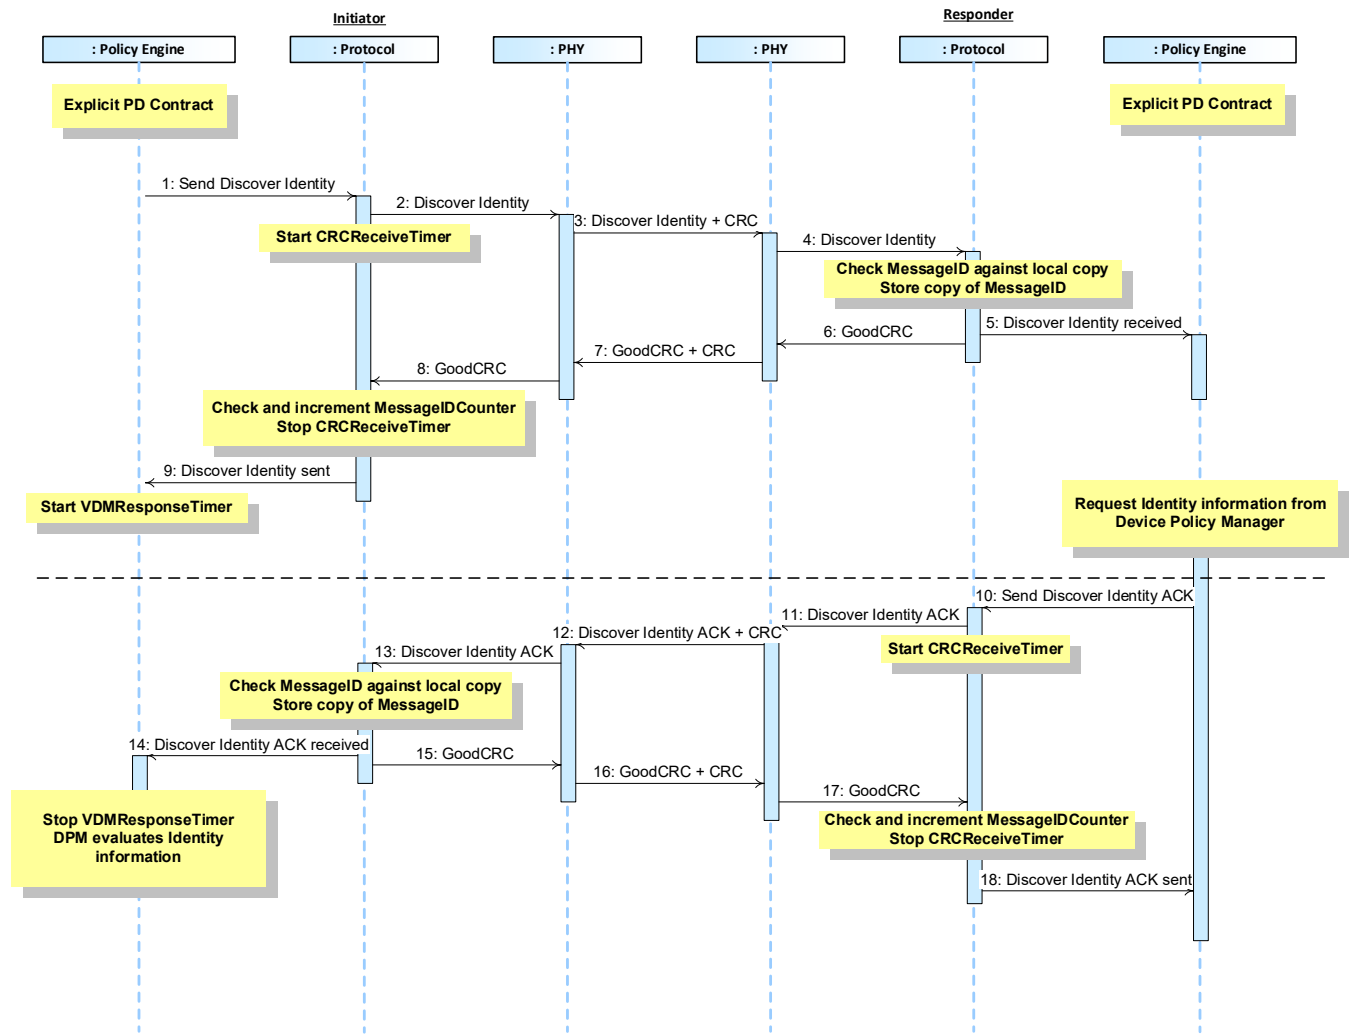 Initiator
Responder
: Policy Engine
: Protocol
: PHY
: PHY
: Protocol
: Policy Engine
Explicit PD Contract
Explicit PD Contract
1: Send Discover Identity
2: Discover Identity
3: Discover Identity + CRC
Start CRCReceiveTimer
4: Discover Identity
Check MessageID against local copy
Store copy of MessageID
5: Discover Identity received
6: GoodCRC
7: GoodCRC + CRC
8: GoodCRC
Check and increment MessageIDCounter
Stop CRCReceiveTimer
9: Discover Identity sent
Start VDMResponseTimer
Request Identity information from
Device Policy Manager
10: Send Discover Identity ACK
11: Discover Identity ACK
12: Discover Identity ACK + CRC
Start CRCReceiveTimer
13: Discover Identity ACK
Check MessageID against local copy
Store copy of MessageID
14: Discover Identity ACK received
15: GoodCRC
16: GoodCRC + CRC
17: GoodCRC
Stop VDMResponseTimer
DPM evaluates Identity
information
Check and increment MessageIDCounter
Stop CRCReceiveTimer
18: Discover Identity ACK sent